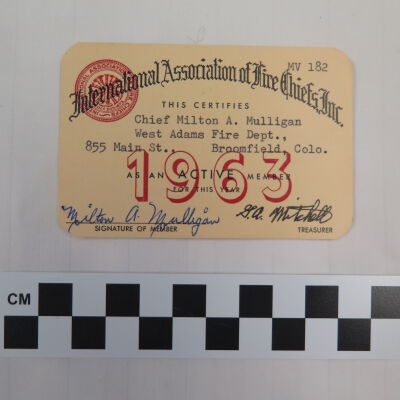 International Association of Fire Chiefs, Inc.
MV 182
THIS CERTIFIES
Chief Milton A. Mulligan
West Adams Fire Dept.,
855 Main St., Broomfield, Colo.
1963
AS AN ACTIVE MEMBER
FOR THIS YEAR
Milton A. Mulligan
SIGNATURE OF MEMBER
G.A. Mitchell
TREASURER
CM